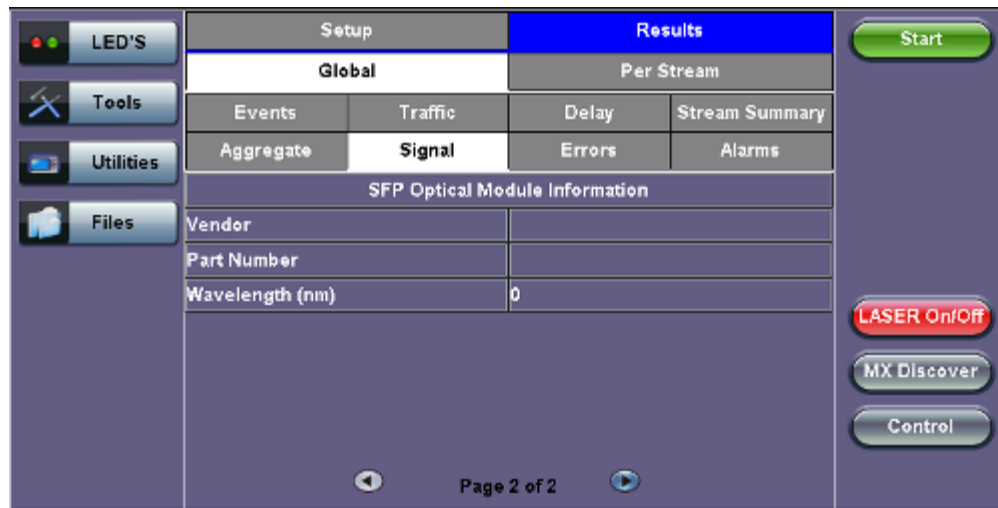 LED'S
Tools
Utilities
Files
Setup Results
Global Per Stream
Events Traffic Delay Stream Summary
Aggregate Signal Errors Alarms
SFP Optical Module Information
Vendor
Part Number
Wavelength (nm) 0
Page 2 of 2
Start
LASER On/Off
MX Discover
Control